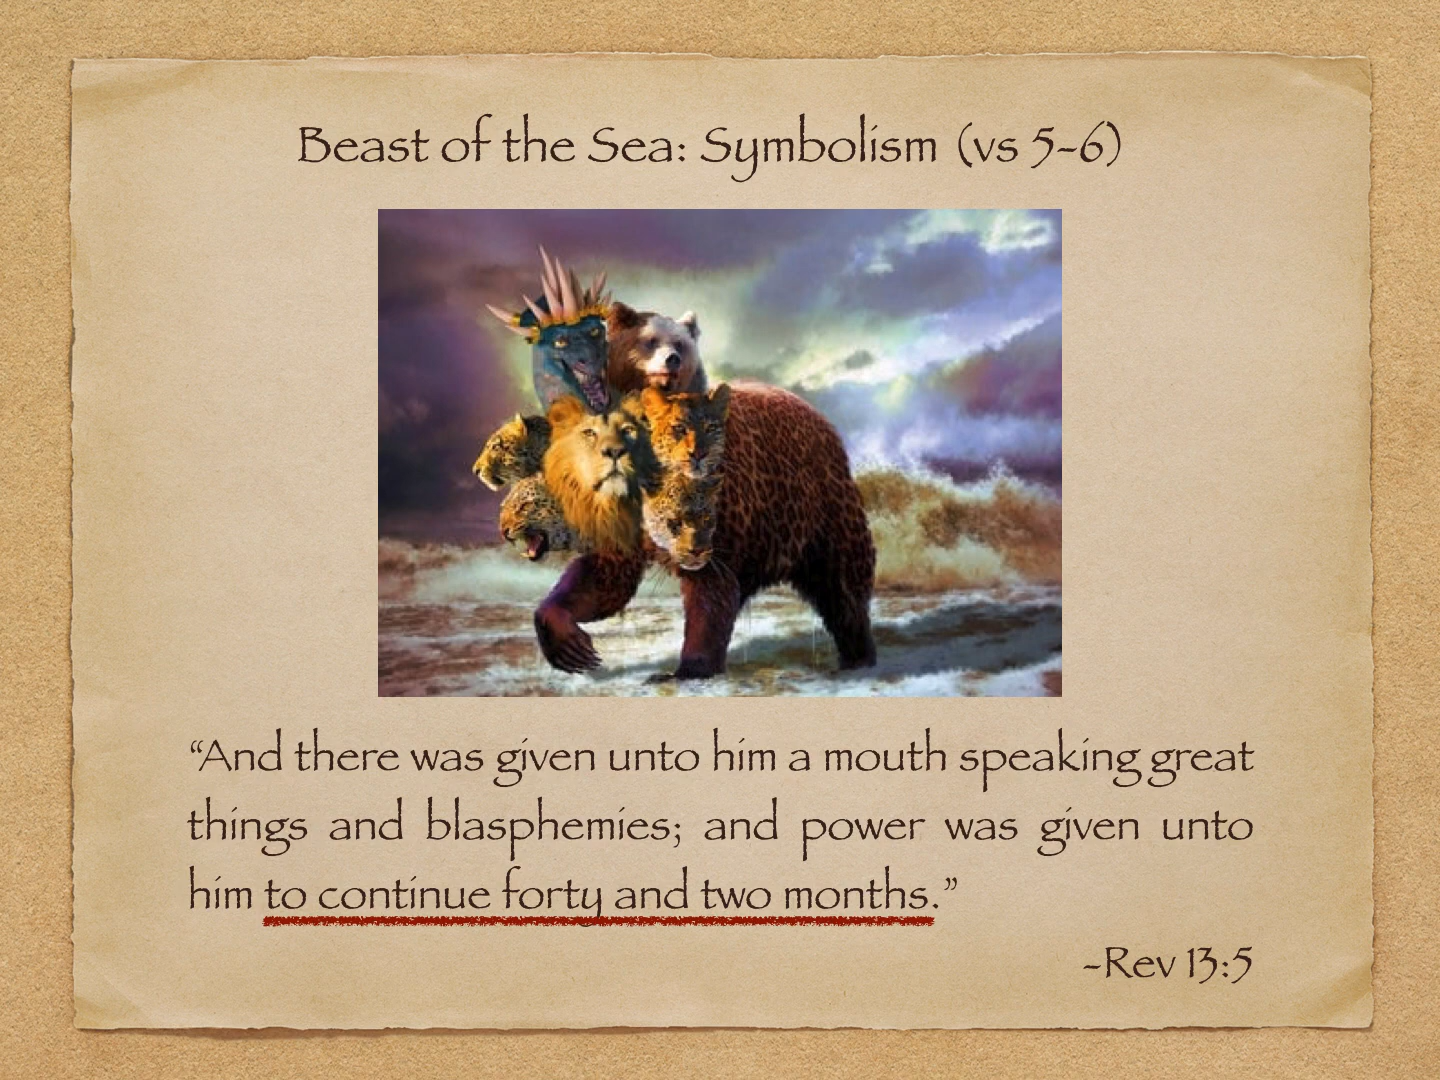 Beast of the Sea: Symbolism (vs 5-6)
“And there was given unto him a mouth speaking great
things and blasphemies; and power was given unto
him to continue forty and two months.”
-Rev 13:5